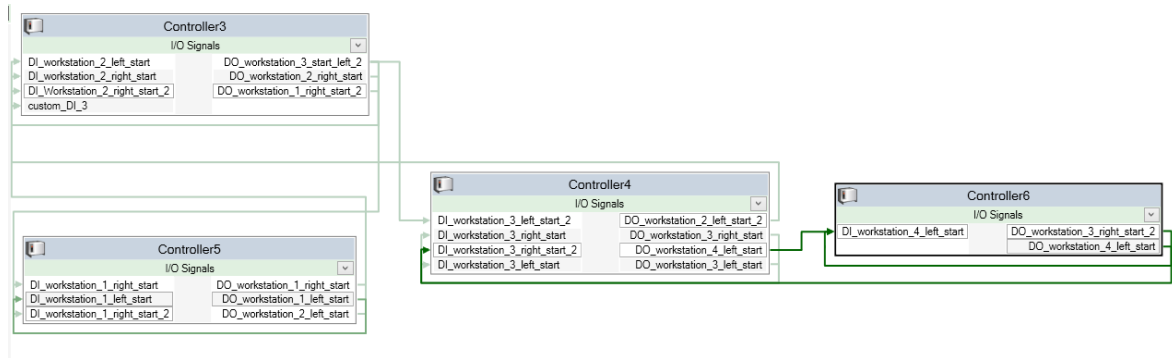 Controller3
I/O Signals
DI_workstation_2_left_start DO_workstation_3_start_left_2
DI_workstation_2_right_start DO_workstation_2_right_start
DI_Workstation_2_right_start_2 DO_workstation_1_right_start_2
custom_DI_3
Controller4
I/O Signals
DI_workstation_3_left_start_2 DO_workstation_2_left_start_2
DI_workstation_3_right_start DO_workstation_3_right_start
DI_workstation_3_right_start_2 DO_workstation_4_left_start
DI_workstation_3_left_start DO_workstation_3_left_start
Controller6
I/O Signals
DI_workstation_4_left_start DO_workstation_3_right_start_2
DO_workstation_4_left_start
Controller5
I/O Signals
DI_workstation_1_right_start DO_workstation_1_right_start
DI_workstation_1_left_start DO_workstation_1_left_start
DI_workstation_1_right_start_2 DO_workstation_2_left_start